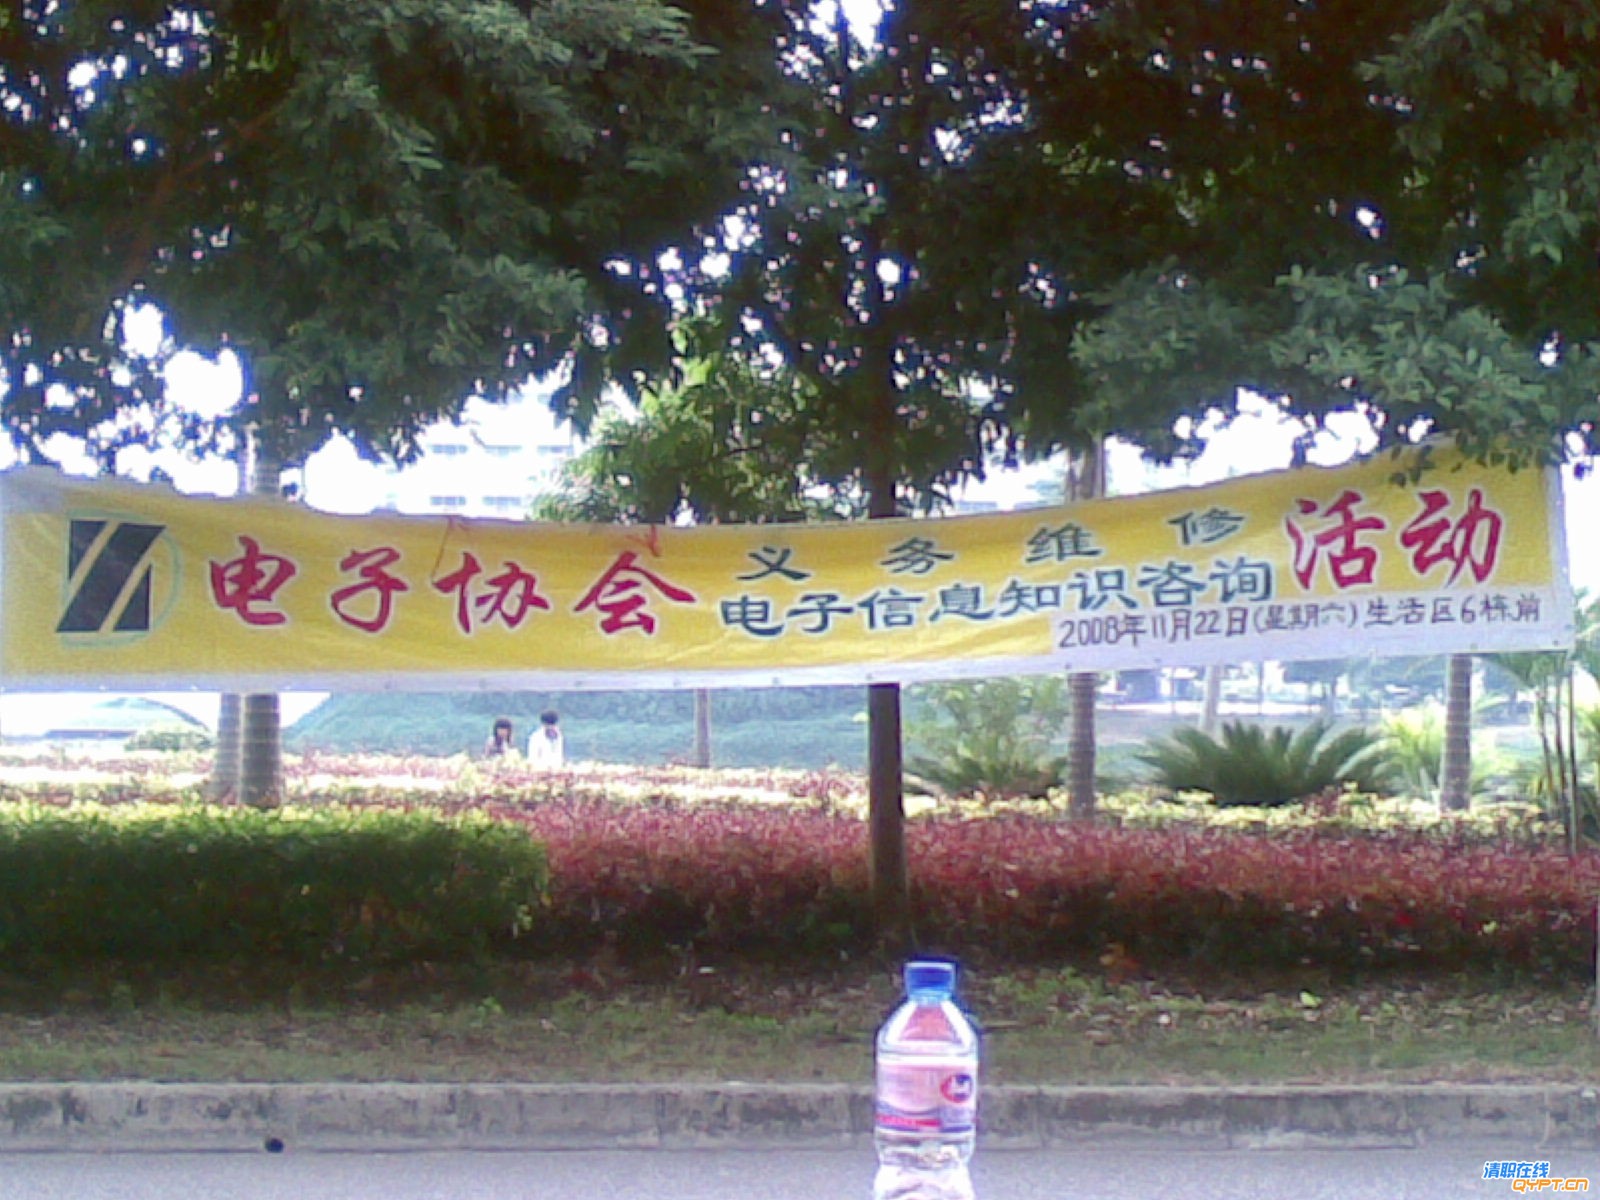 电子协会
义务维修
电子信息知识咨询
活动
2008年11月22日(星期六)生活区6栋前
清职在线
QYPT.CN